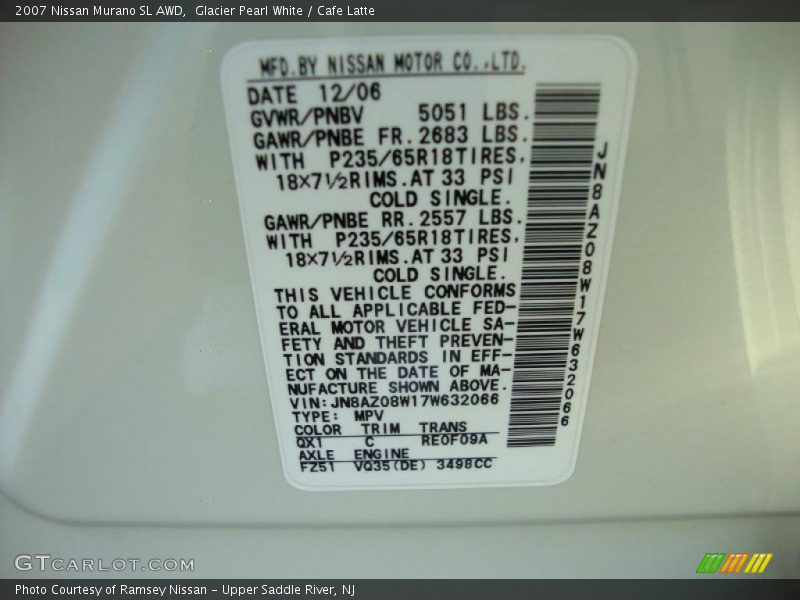 2007 Nissan Murano SL AWD, Glacier Pearl White / Cafe Latte
MFD.BY NISSAN MOTOR CO.,LTD.
DATE 12/06
GVWR/PNBV 5051 LBS.
GAWR/PNBE FR.2683 LBS.
WITH P235/65R18TIRES,
18×7½RIMS.AT 33 PSI
COLD SINGLE.
GAWR/PNBE RR.2557 LBS.
WITH P235/65R18TIRES,
18×7½RIMS.AT 33 PSI
COLD SINGLE.
THIS VEHICLE CONFORMS
TO ALL APPLICABLE FED-
ERAL MOTOR VEHICLE SA-
FETY AND THEFT PREVEN-
TION STANDARDS IN EFF-
ECT ON THE DATE OF MA-
NUFACTURE SHOWN ABOVE.
VIN:JN8AZ08W17W632066
TYPE: MPV
COLOR TRIM TRANS
QX1 C RE0F09A
AXLE ENGINE
FZ51 VQ35(DE) 3498CC
JN8AZ08W17W632066
GTCARLOT.COM
Photo Courtesy of Ramsey Nissan - Upper Saddle River, NJ